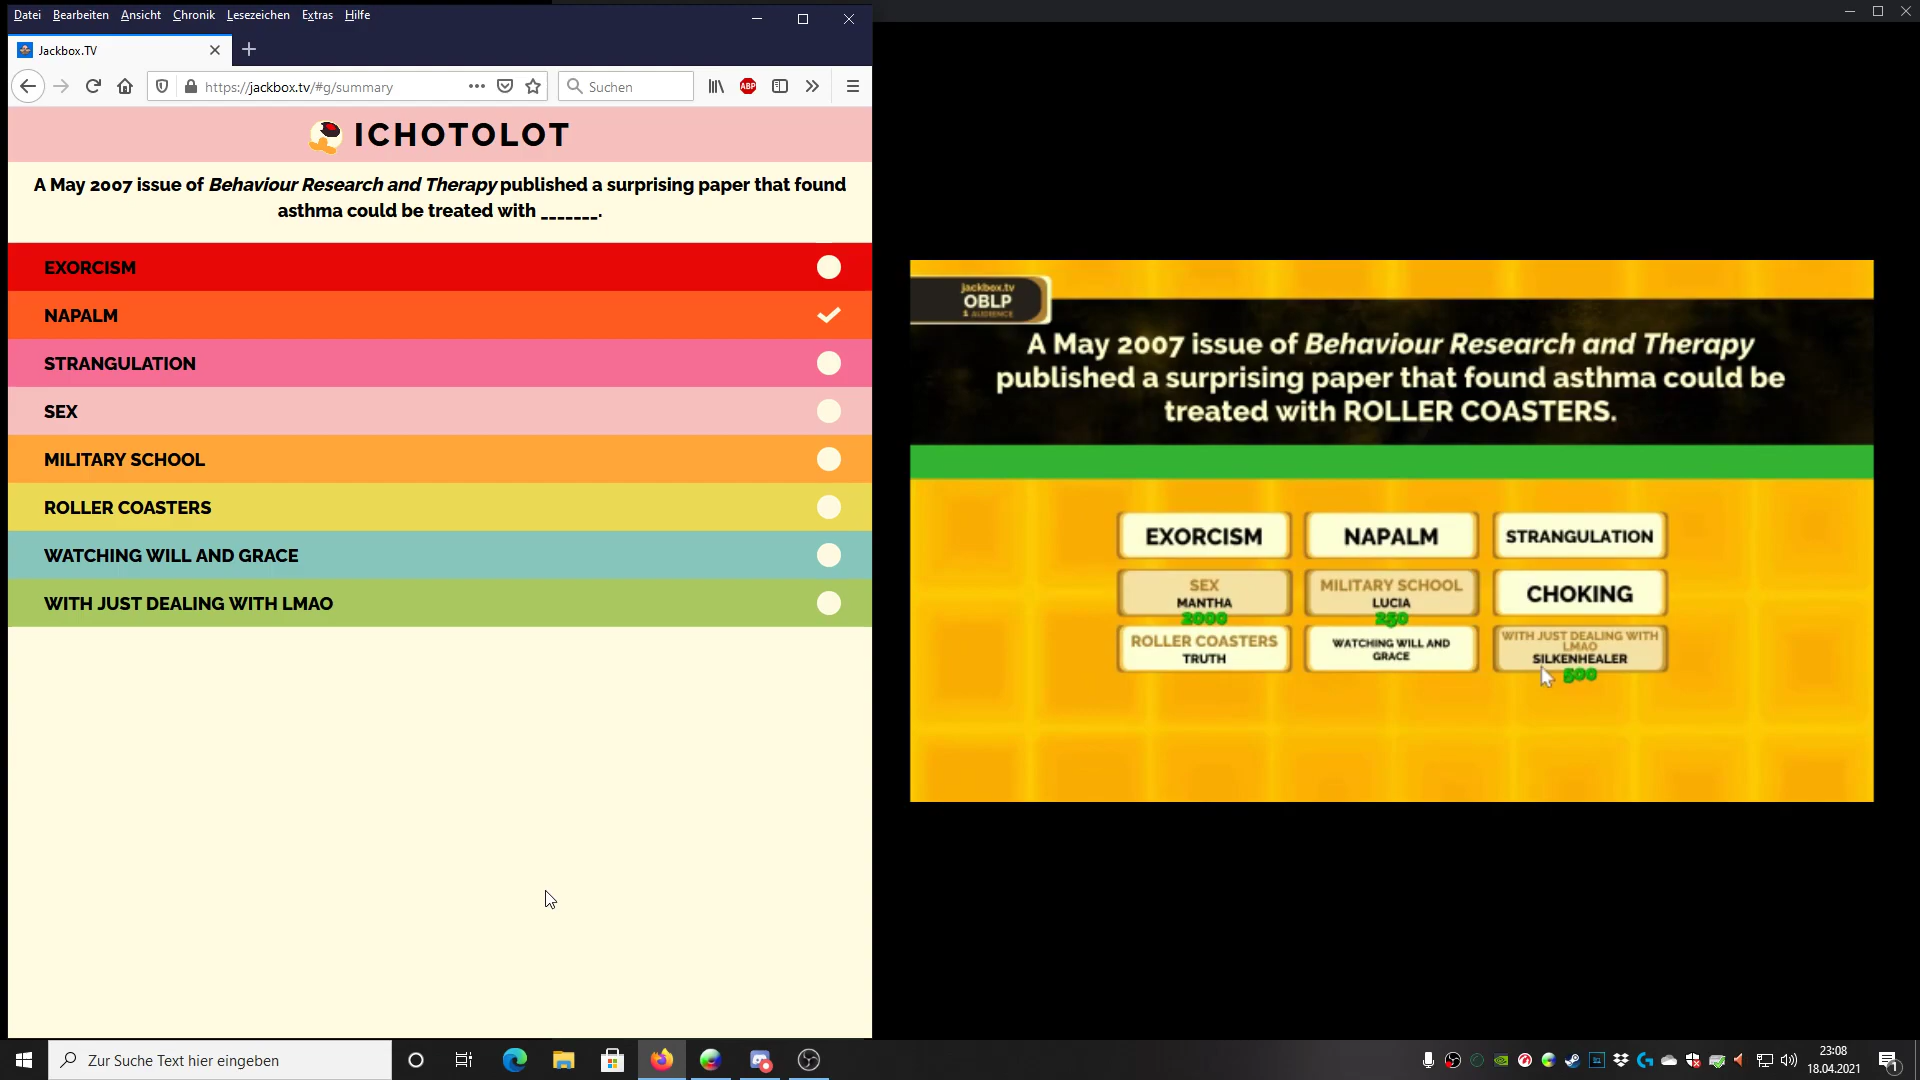 Datei Bearbeiten Ansicht Chronik Lesezeichen Extras Hilfe
Jackbox.TV
https://jackbox.tv/#g/summary
Suchen
ABP
ICHOTOLOT
A May 2007 issue of Behaviour Research and Therapy published a surprising paper that found
asthma could be treated with _______.
EXORCISM
NAPALM
STRANGULATION
SEX
MILITARY SCHOOL
ROLLER COASTERS
WATCHING WILL AND GRACE
WITH JUST DEALING WITH LMAO
jackbox.tv
OBLP
1 AUDIENCE
A May 2007 issue of Behaviour Research and Therapy
published a surprising paper that found asthma could be
treated with ROLLER COASTERS.
EXORCISM
NAPALM
STRANGULATION
SEX
MANTHA
2000
MILITARY SCHOOL
LUCIA
250
CHOKING
ROLLER COASTERS
TRUTH
WATCHING WILL AND
GRACE
WITH JUST DEALING WITH
LMAO
SILKENHEALER
500
Zur Suche Text hier eingeben
23:08
18.04.2021
1